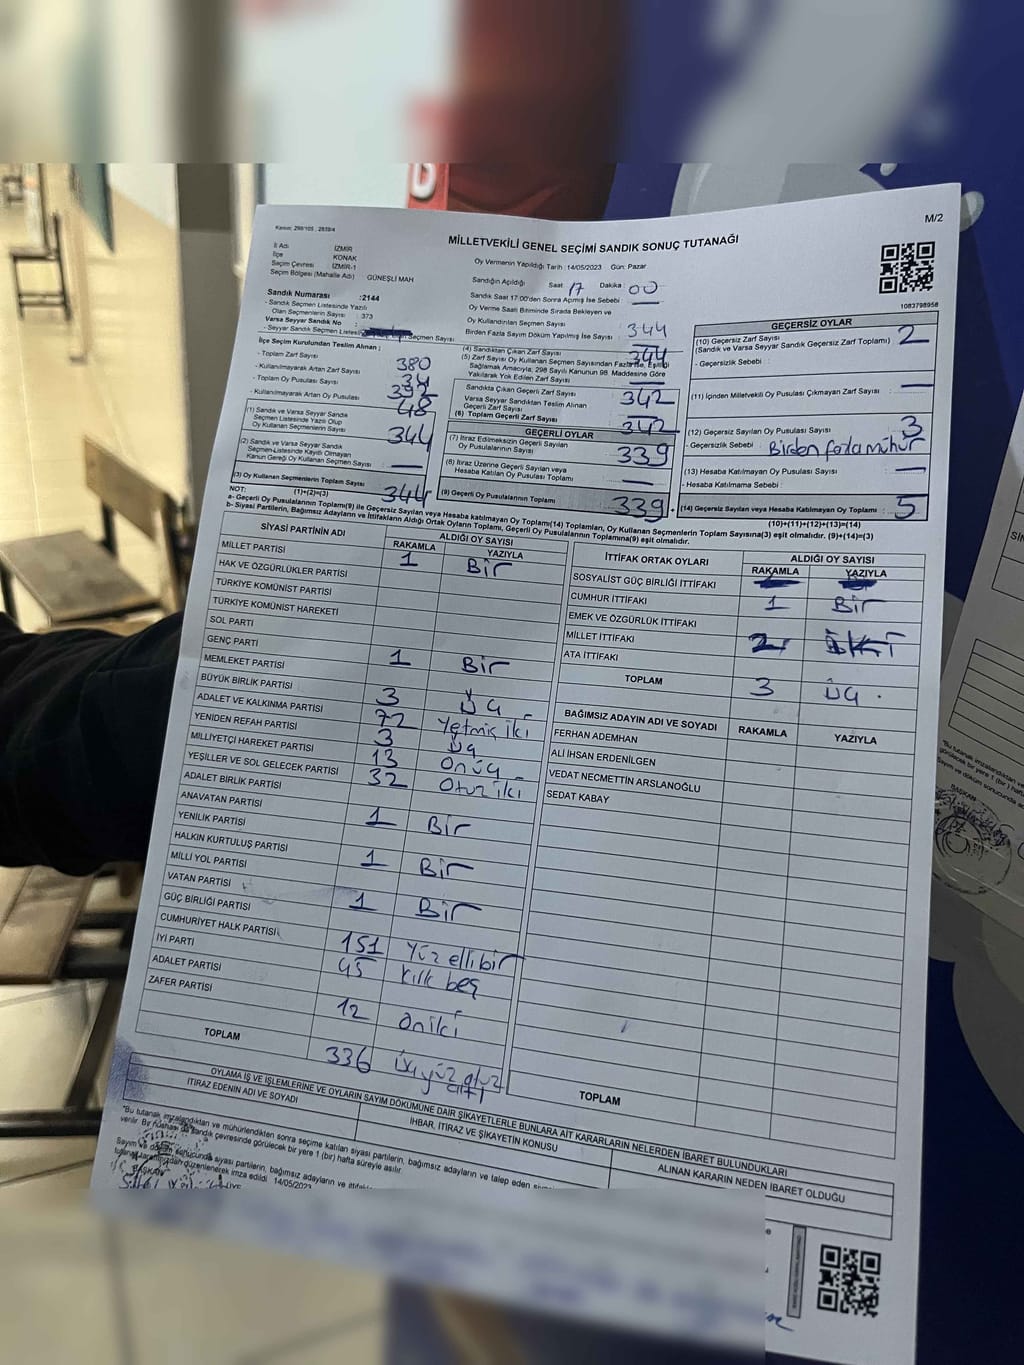 Kanun: 298/105 , 2839/4
M/2
MİLLETVEKİLİ GENEL SEÇİMİ SANDIK SONUÇ TUTANAĞI
İl Adı İZMİR
İlçe KONAK
Seçim Çevresi İZMİR-1
Seçim Bölgesi (Mahalle Adı) GÜNEŞLİ MAH
Oy Vermenin Yapıldığı Tarih :14/05/2023 Gün: Pazar
Sandığın Açıldığı Saat 17 Dakika 00
Sandık Saat 17:00'den Sonra Açılmış İse Sebebi
1083798958
Sandık Numarası :2144
- Sandık Seçmen Listesinde Yazılı
Olan Seçmenlerin Sayısı : 373
Varsa Seyyar Sandık No
- Seyyar Sandık Seçmen Seçmen Sayısı
Oy Verme Saati Bitiminde Sırada Bekleyen ve
Oy Kullandırılan Seçmen Sayısı
Birden Fazla Sayım Döküm Yapılmış İse Sayısı : 344
İlçe Seçim Kurulundan Teslim Alınan ;
- Toplam Zarf Sayısı 380
- Kullanılmayarak Artan Zarf Sayısı
- Toplam Oy Pusulası Sayısı 392
- Kullanılmayarak Artan Oy Pusulası 48
(1) Sandık ve Varsa Seyyar Sandık
Seçmen Listesinde Yazılı Olup
Oy Kullanan Seçmenlerin Sayısı 344
(2) Sandık ve Varsa Seyyar Sandık
Seçmen Listesinde Kayıtlı Olmayan
Kanun Gereği Oy Kullanan Seçmen Sayısı
(3) Oy Kullanan Seçmenlerin Toplam Sayısı
(1)+(2)=(3) 344
(4) Sandıktan Çıkan Zarf Sayısı 344
(5) Zarf Sayısı Oy Kullanan Seçmen Sayısından Fazla İse, Eşitliği
Sağlamak Amacıyla; 298 Sayılı Kanunun 98. Maddesine Göre
Yakılarak Yok Edilen Zarf Sayısı
Sandıkta Çıkan Geçerli Zarf Sayısı 342
Varsa Seyyar Sandıktan Teslim Alınan
Geçerli Zarf Sayısı
(6) Toplam Geçerli Zarf Sayısı 342
GEÇERLİ OYLAR
(7) İtiraz Edilmeksizin Geçerli Sayılan
Oy Pusulalarının Sayısı 339
(8) İtiraz Üzerine Geçerli Sayılan veya
Hesaba Katılan Oy Pusulası Toplamı
(9) Geçerli Oy Pusulalarının Toplamı 339
GEÇERSİZ OYLAR
(10) Geçersiz Zarf Sayısı
(Sandık ve Varsa Seyyar Sandık Geçersiz Zarf Toplamı) 2
- Geçersizlik Sebebi :
(11) İçinden Milletvekili Oy Pusulası Çıkmayan Zarf Sayısı :
(12) Geçersiz Sayılan Oy Pusulası Sayısı : 3
- Geçersizlik Sebebi : Birden fazla mühür
(13) Hesaba Katılmayan Oy Pusulası Sayısı :
- Hesaba Katılmama Sebebi :
(14) Geçersiz Sayılan veya Hesaba Katılmayan Oy Toplamı : 5
(10)+(11)+(12)+(13)=(14)
NOT:
a- Geçerli Oy Pusulalarının Toplamı(9) ile Geçersiz Sayılan veya Hesaba katılmayan Oy Toplamı(14) Toplamları, Oy Kullanan Seçmenlerin Toplam Sayısına(3) eşit olmalıdır. (9)+(14)=(3)
b- Siyasi Partilerin, Bağımsız Adayların ve İttifakların Aldığı Ortak Oyların Toplamı, Geçerli Oy Pusulalarının Toplamına(9) eşit olmalıdır.
SİYASİ PARTİNİN ADI ALDIĞI OY SAYISI
RAKAMLA YAZIYLA
MİLLET PARTİSİ 1 Bir
HAK VE ÖZGÜRLÜKLER PARTİSİ
TÜRKİYE KOMÜNİST PARTİSİ
TÜRKİYE KOMÜNİST HAREKETİ
SOL PARTİ
GENÇ PARTİ
MEMLEKET PARTİSİ 1 Bir
BÜYÜK BİRLİK PARTİSİ
ADALET VE KALKINMA PARTİSİ 3 Üç
YENİDEN REFAH PARTİSİ 72 Yetmiş iki
MİLLİYETÇİ HAREKET PARTİSİ 3 Üç
YEŞİLLER VE SOL GELECEK PARTİSİ 13 Onüç
ADALET BİRLİK PARTİSİ 32 Otuz iki
ANAVATAN PARTİSİ
YENİLİK PARTİSİ 1 Bir
HALKIN KURTULUŞ PARTİSİ
MİLLİ YOL PARTİSİ 1 Bir
VATAN PARTİSİ
GÜÇ BİRLİĞİ PARTİSİ 1 Bir
CUMHURİYET HALK PARTİSİ
İYİ PARTİ 151 Yüz elli bir
ADALET PARTİSİ 45 kırk beş
ZAFER PARTİSİ
12 oniki
TOPLAM 336 Üçyüz otuz altı
İTTİFAK ORTAK OYLARI ALDIĞI OY SAYISI
RAKAMLA YAZIYLA
SOSYALİST GÜÇ BİRLİĞİ İTTİFAKI
CUMHUR İTTİFAKI 1 Bir
EMEK VE ÖZGÜRLÜK İTTİFAKI
MİLLET İTTİFAKI 2 İKİ
ATA İTTİFAKI
TOPLAM 3 Üç
BAĞIMSIZ ADAYIN ADI VE SOYADI RAKAMLA YAZIYLA
FERHAN ADEMHAN
ALİ İHSAN ERDENİLGEN
VEDAT NECMETTİN ARSLANOĞLU
SEDAT KABAY
TOPLAM
OYLAMA İŞ VE İŞLEMLERİNE VE OYLARIN SAYIM DÖKÜMÜNE DAİR ŞİKAYETLERLE BUNLARA AİT KARARLARIN NELERDEN İBARET BULUNDUKLARI
İTİRAZ EDENİN ADI VE SOYADI İHBAR, İTİRAZ VE ŞİKAYETİN KONUSU ALINAN KARARIN NEDEN İBARET OLDUĞU
"Bu tutanak imzalandıktan ve mühürlendikten sonra seçime katılan siyasi partilerin, bağımsız adayların ve talep eden
verilir. Bir nüshası da sandık çevresinde görülecek bir yere 1 (bir) hafta süreyle asılır.
Sayım ve döküm sonucunda siyasi partilerin, bağımsız adayların ve
tarafımızdan düzenlenerek imza edildi 14/05/2023
BAŞKAN